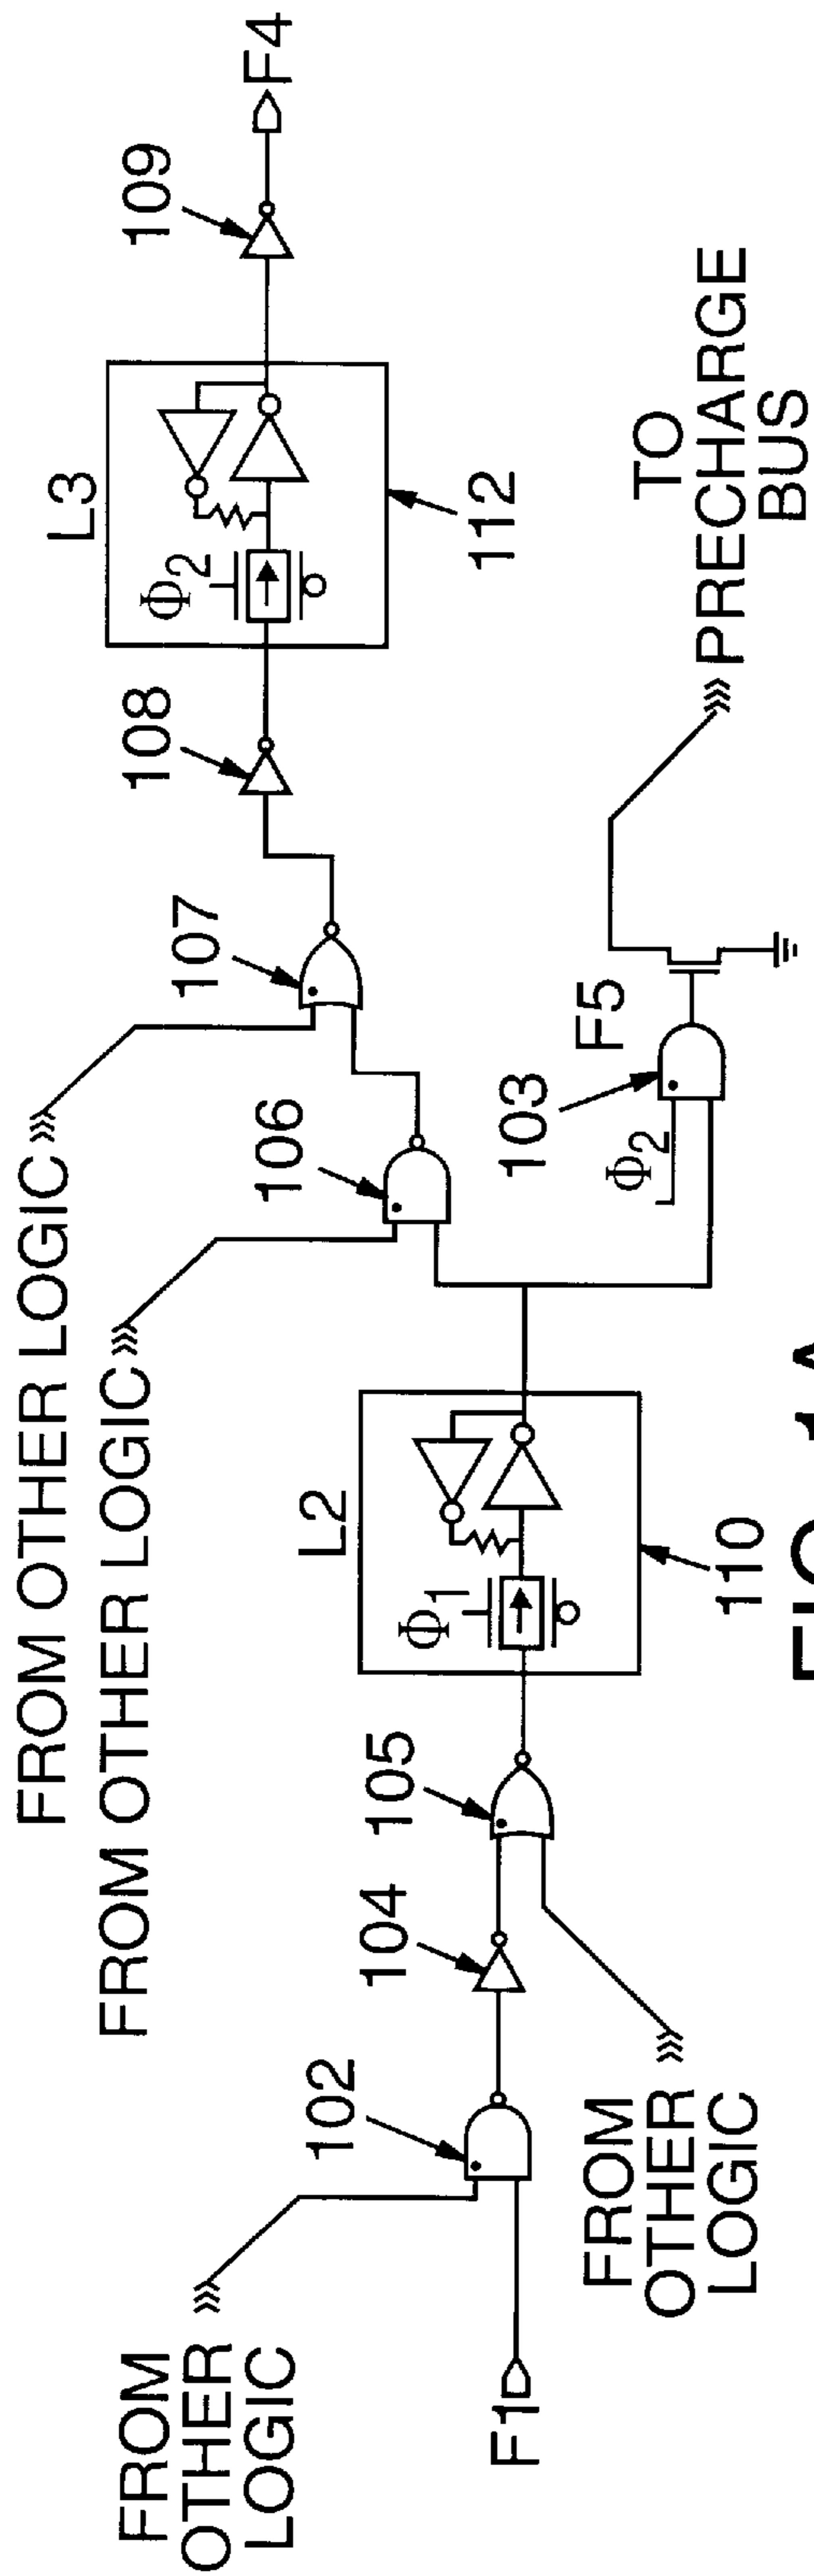 FROM OTHER LOGIC
FROM OTHER LOGIC
FROM
OTHER
LOGIC
F1
102
104
FROM
OTHER
LOGIC
105
L2
Φ1
110
106
107
103
Φ2
F5
TO
PRECHARGE
BUS
108
L3
Φ2
112
109
F4